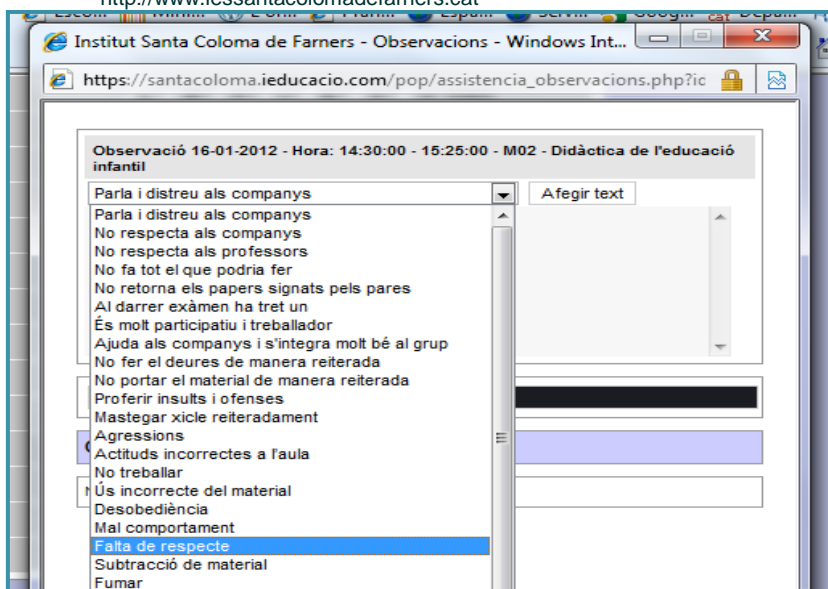 http://www.iessantacolomadefarners.cat
Institut Santa Coloma de Farners - Observacions - Windows Int...
https://santacoloma.ieducacio.com/pop/assistencia_observacions.php?ic
Observació 16-01-2012 - Hora: 14:30:00 - 15:25:00 - M02 - Didàctica de l'educació
infantil
Parla i distreu als companys
Afegir text
Parla i distreu als companys
No respecta als companys
No respecta als professors
No fa tot el que podria fer
No retorna els papers signats pels pares
Al darrer exàmen ha tret un
És molt participatiu i treballador
Ajuda als companys i s'integra molt bé al grup
No fer el deures de manera reiterada
No portar el material de manera reiterada
Proferir insults i ofenses
Mastegar xicle reiteradament
Agressions
Actituds incorrectes a l'aula
No treballar
Ús incorrecte del material
Desobediència
Mal comportament
Falta de respecte
Subtracció de material
Fumar